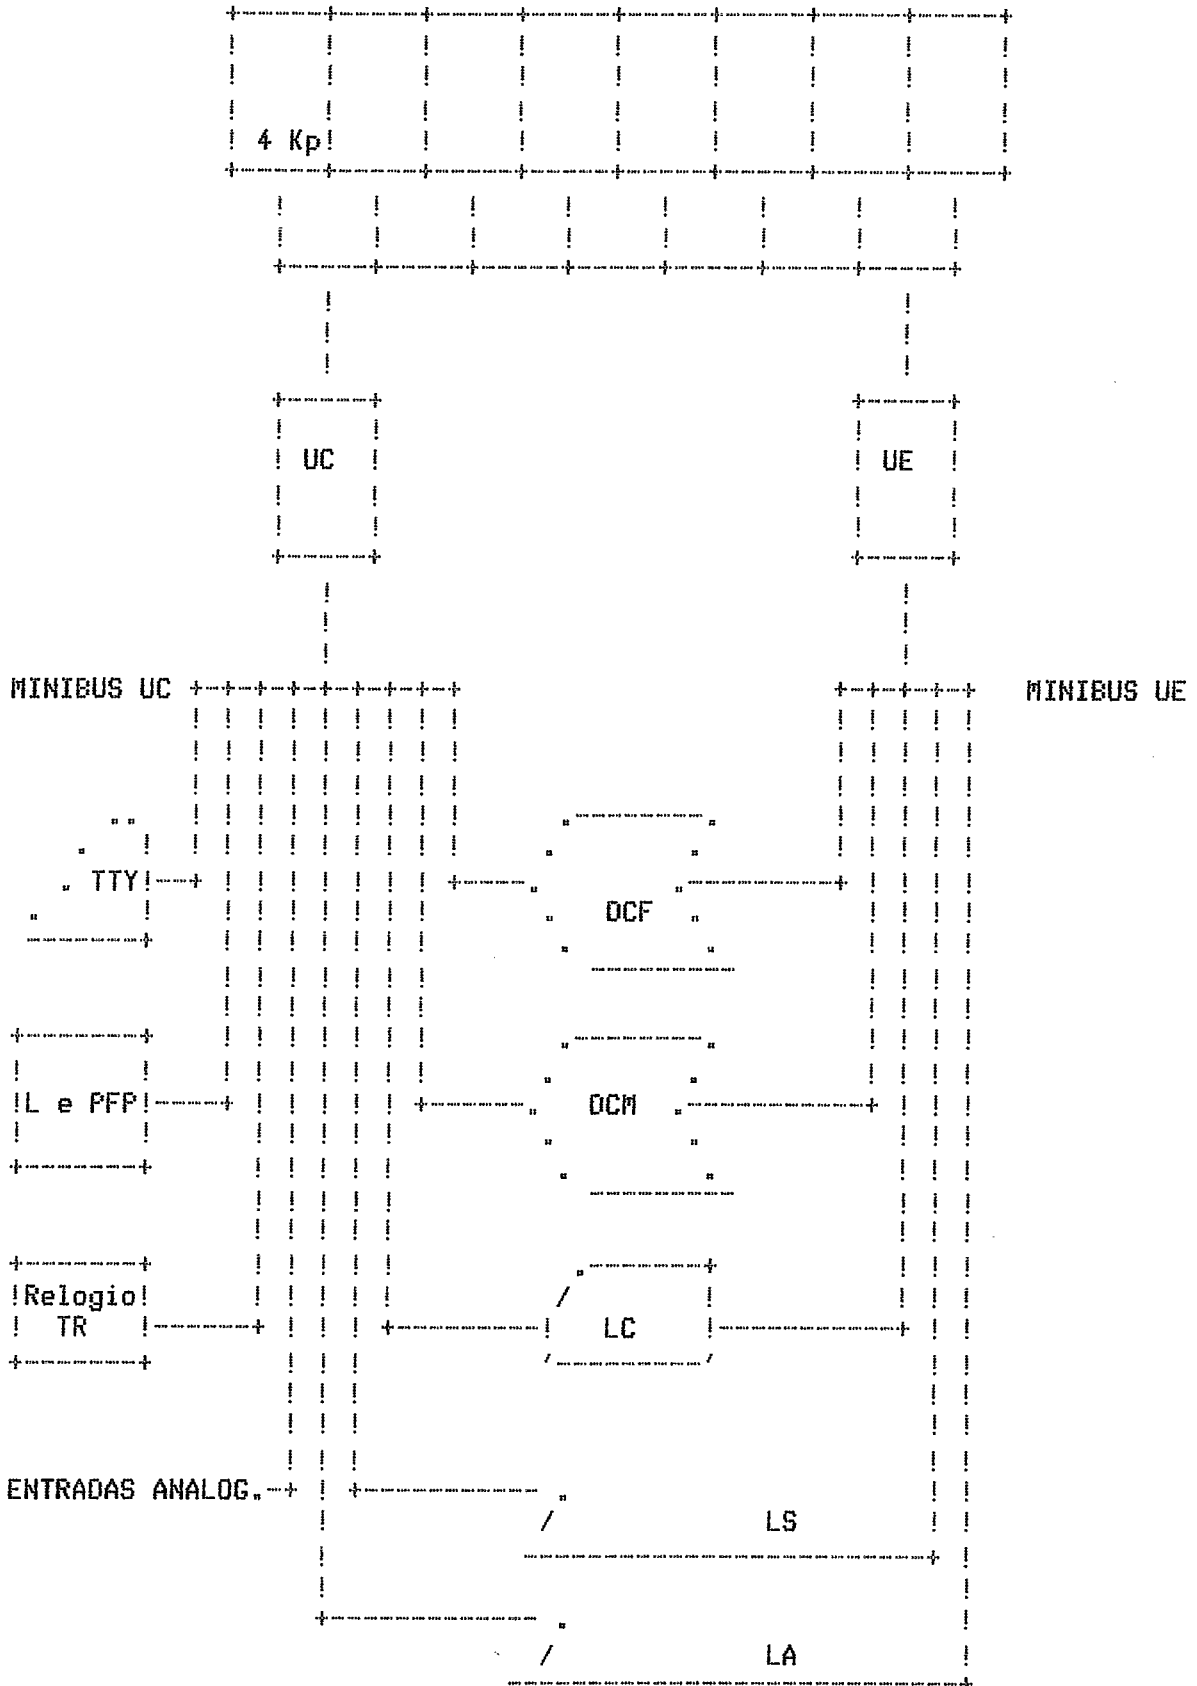 4 Kp
UC UE
MINIBUS UC MINIBUS UE
TTY
DCF
L e PFP DCM
Relogio
TR LC
ENTRADAS ANALOG.
LS
LA